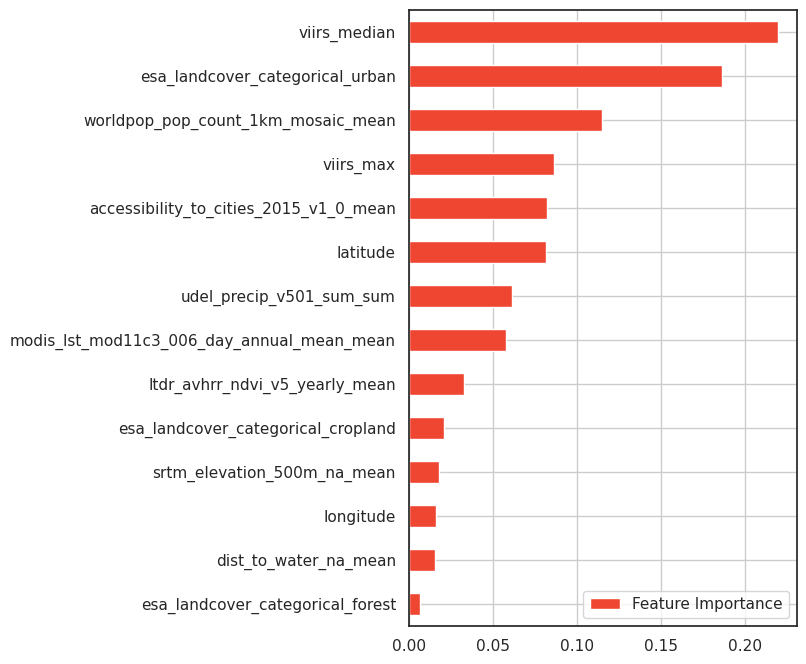 viirs_median
esa_landcover_categorical_urban
worldpop_pop_count_1km_mosaic_mean
viirs_max
accessibility_to_cities_2015_v1_0_mean
latitude
udel_precip_v501_sum_sum
modis_lst_mod11c3_006_day_annual_mean_mean
ltdr_avhrr_ndvi_v5_yearly_mean
esa_landcover_categorical_cropland
srtm_elevation_500m_na_mean
longitude
dist_to_water_na_mean
esa_landcover_categorical_forest
Feature Importance
0.00 0.05 0.10 0.15 0.20